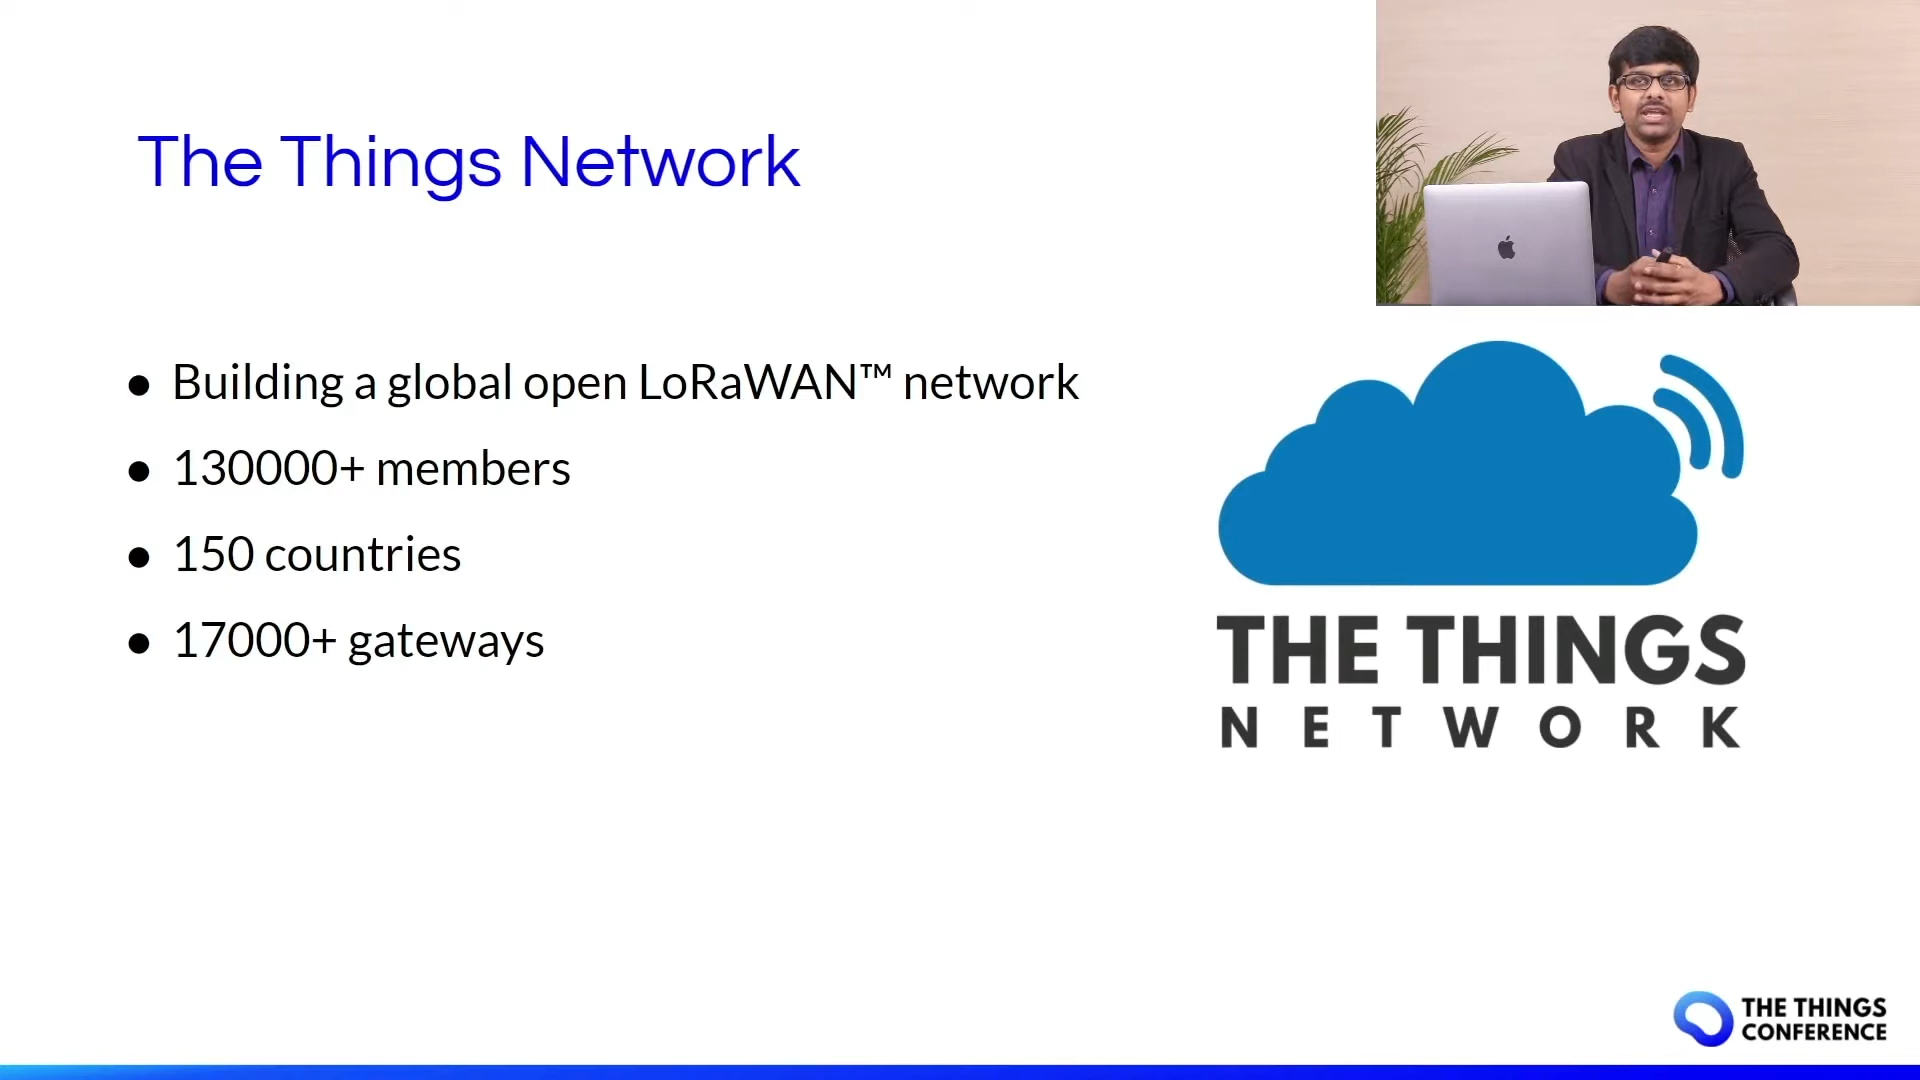 The Things Network
● Building a global open LoRaWAN™ network
● 130000+ members
● 150 countries
● 17000+ gateways
THE THINGS
NETWORK
THE THINGS
CONFERENCE